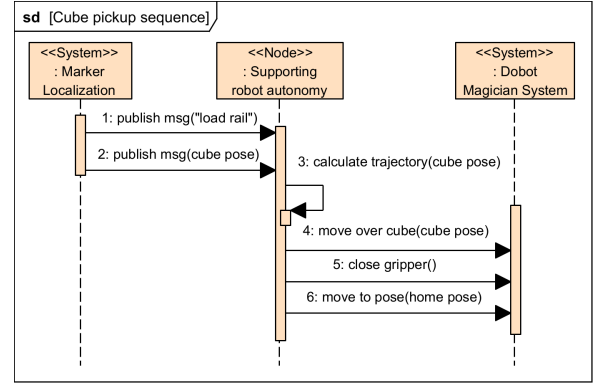 sd [Cube pickup sequence]
<<System>>
: Marker
Localization
<<Node>>
: Supporting
robot autonomy
<<System>>
: Dobot
Magician System
1: publish msg("load rail")
2: publish msg(cube pose)
3: calculate trajectory(cube pose)
4: move over cube(cube pose)
5: close gripper()
6: move to pose(home pose)